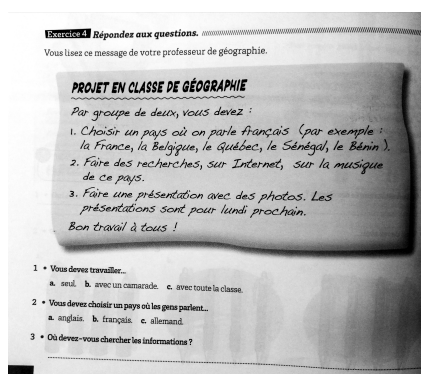 Exercice 4 Répondez aux questions.
Vous lisez ce message de votre professeur de géographie.
PROJET EN CLASSE DE GÉOGRAPHIE
Par groupe de deux, vous devez :
1. Choisir un pays où on parle français (par exemple :
la France, la Belgique, le Québec, le Sénégal, le Bénin).
2. Faire des recherches, sur Internet, sur la musique
de ce pays.
3. Faire une présentation avec des photos. Les
présentations sont pour lundi prochain.
Bon travail à tous !
1 • Vous devez travailler...
a. seul. b. avec un camarade. c. avec toute la classe.
2 • Vous devez choisir un pays où les gens parlent...
a. anglais. b. français. c. allemand.
3 • Où devez-vous chercher les informations ?